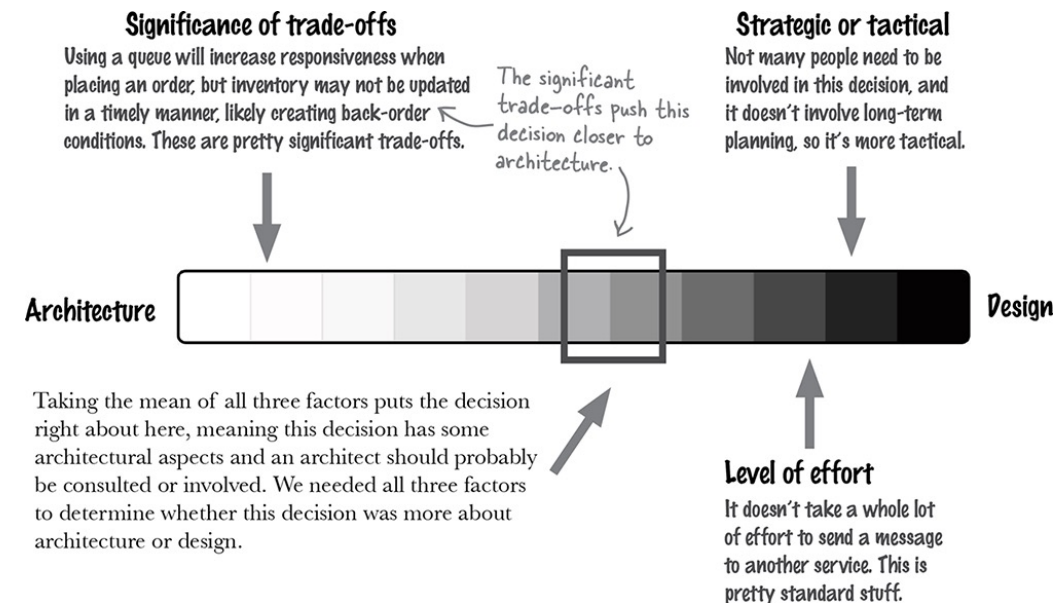 Significance of trade-offs
Using a queue will increase responsiveness when
placing an order, but inventory may not be updated
in a timely manner, likely creating back-order
conditions. These are pretty significant trade-offs.
The significant
trade-offs push this
decision closer to
architecture.
Strategic or tactical
Not many people need to be
involved in this decision, and
it doesn't involve long-term
planning, so it's more tactical.
Architecture
Design
Taking the mean of all three factors puts the decision
right about here, meaning this decision has some
architectural aspects and an architect should probably
be consulted or involved. We needed all three factors
to determine whether this decision was more about
architecture or design.
Level of effort
It doesn't take a whole lot
of effort to send a message
to another service. This is
pretty standard stuff.